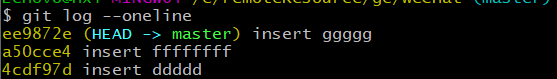 $ git log --oneline
ee9872e (HEAD -> master) insert ggggg
a50cce4 insert ffffffff
4cdf97d insert ddddd